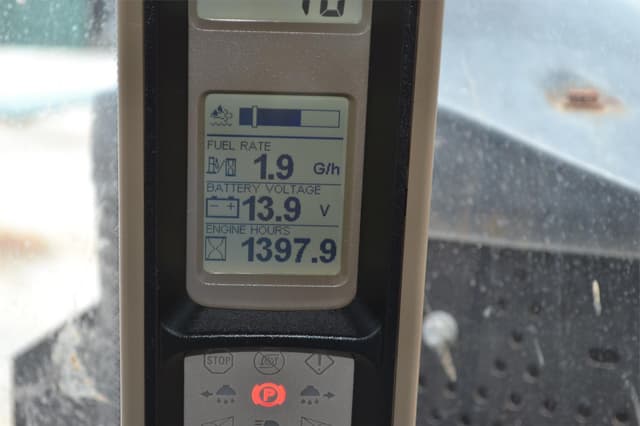 FUEL RATE
1.9 G/h
BATTERY VOLTAGE
13.9 V
ENGINE HOURS
1397.9
STOP
P